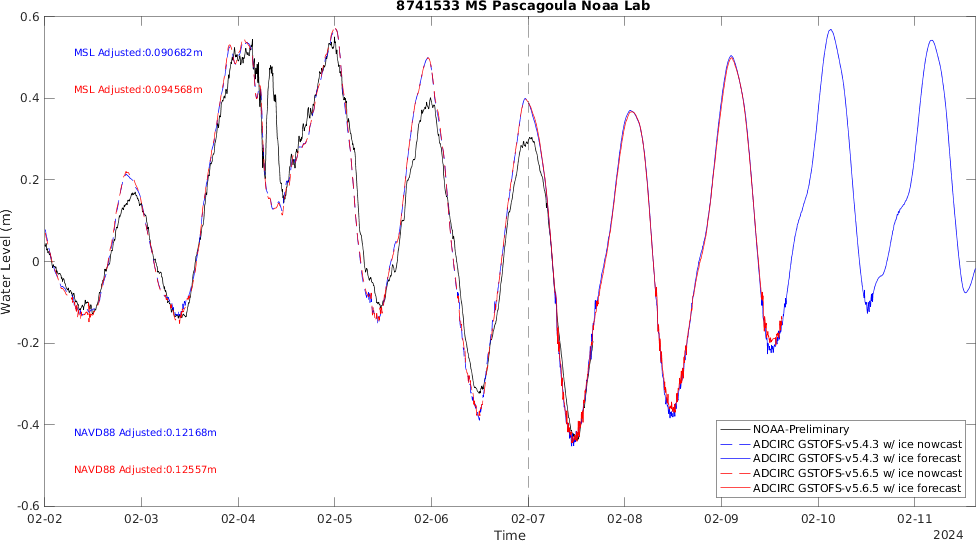 8741533 MS Pascagoula Noaa Lab
0.6
0.4
0.2
0
-0.2
-0.4
-0.6
Water Level (m)
MSL Adjusted:0.090682m
MSL Adjusted:0.094568m
NAVD88 Adjusted:0.12168m
NAVD88 Adjusted:0.12557m
NOAA-Preliminary
ADCIRC GSTOFS-v5.4.3 w/ ice nowcast
ADCIRC GSTOFS-v5.4.3 w/ ice forecast
ADCIRC GSTOFS-v5.6.5 w/ ice nowcast
ADCIRC GSTOFS-v5.6.5 w/ ice forecast
02-02 02-03 02-04 02-05 02-06 02-07 02-08 02-09 02-10 02-11
Time
2024